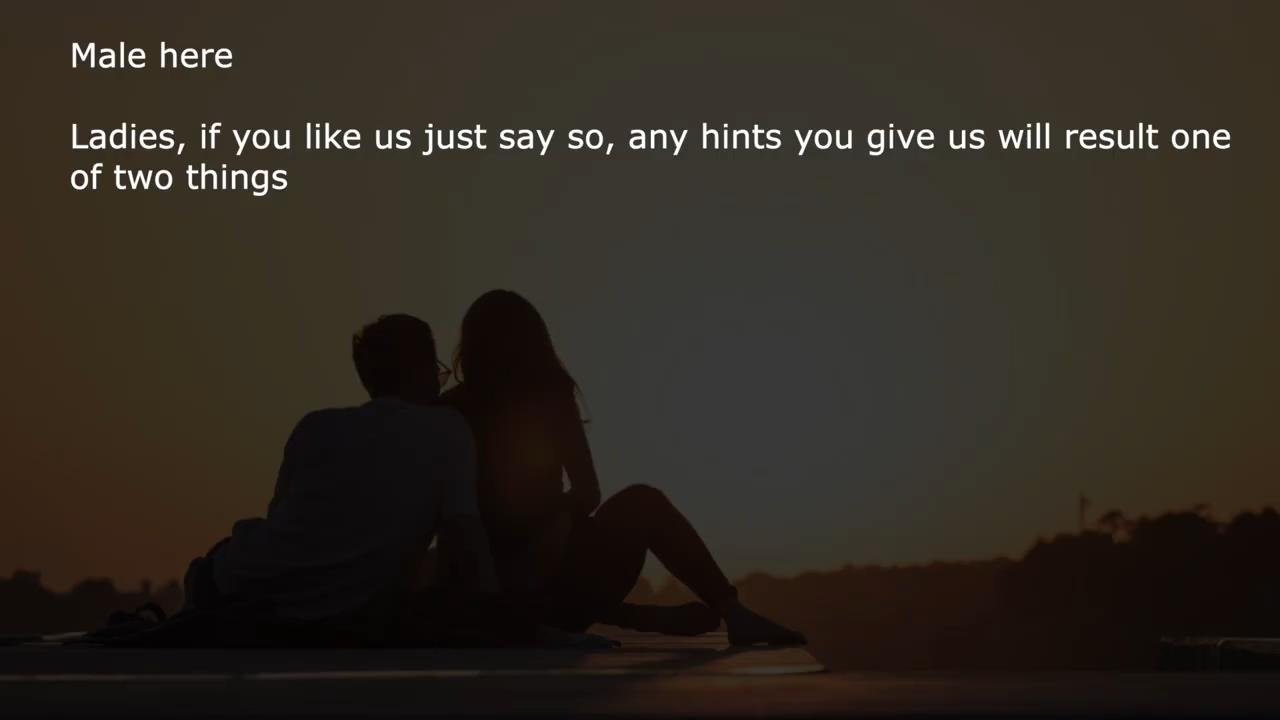 Male here
Ladies, if you like us just say so, any hints you give us will result one
of two things